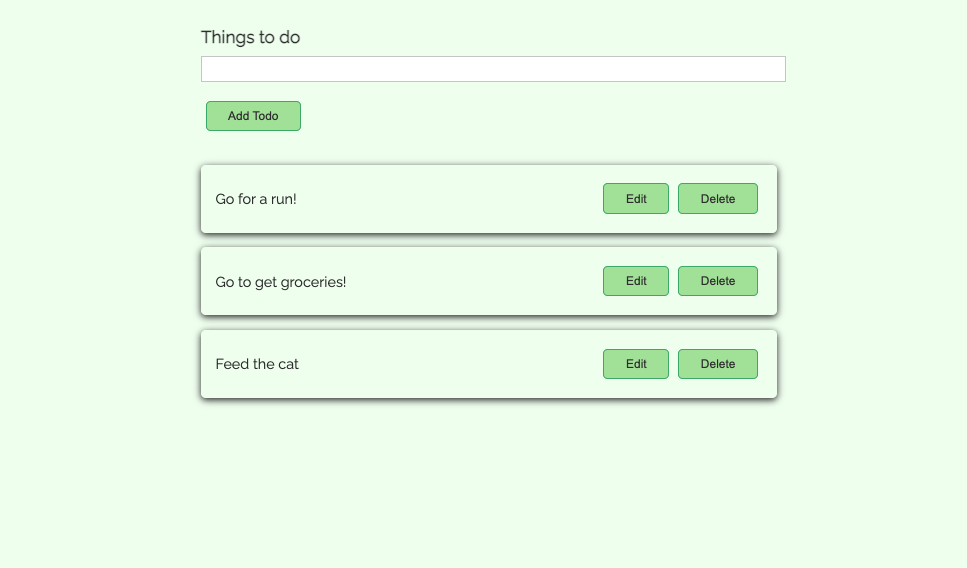 Things to do
Add Todo
Go for a run! Edit Delete
Go to get groceries! Edit Delete
Feed the cat Edit Delete